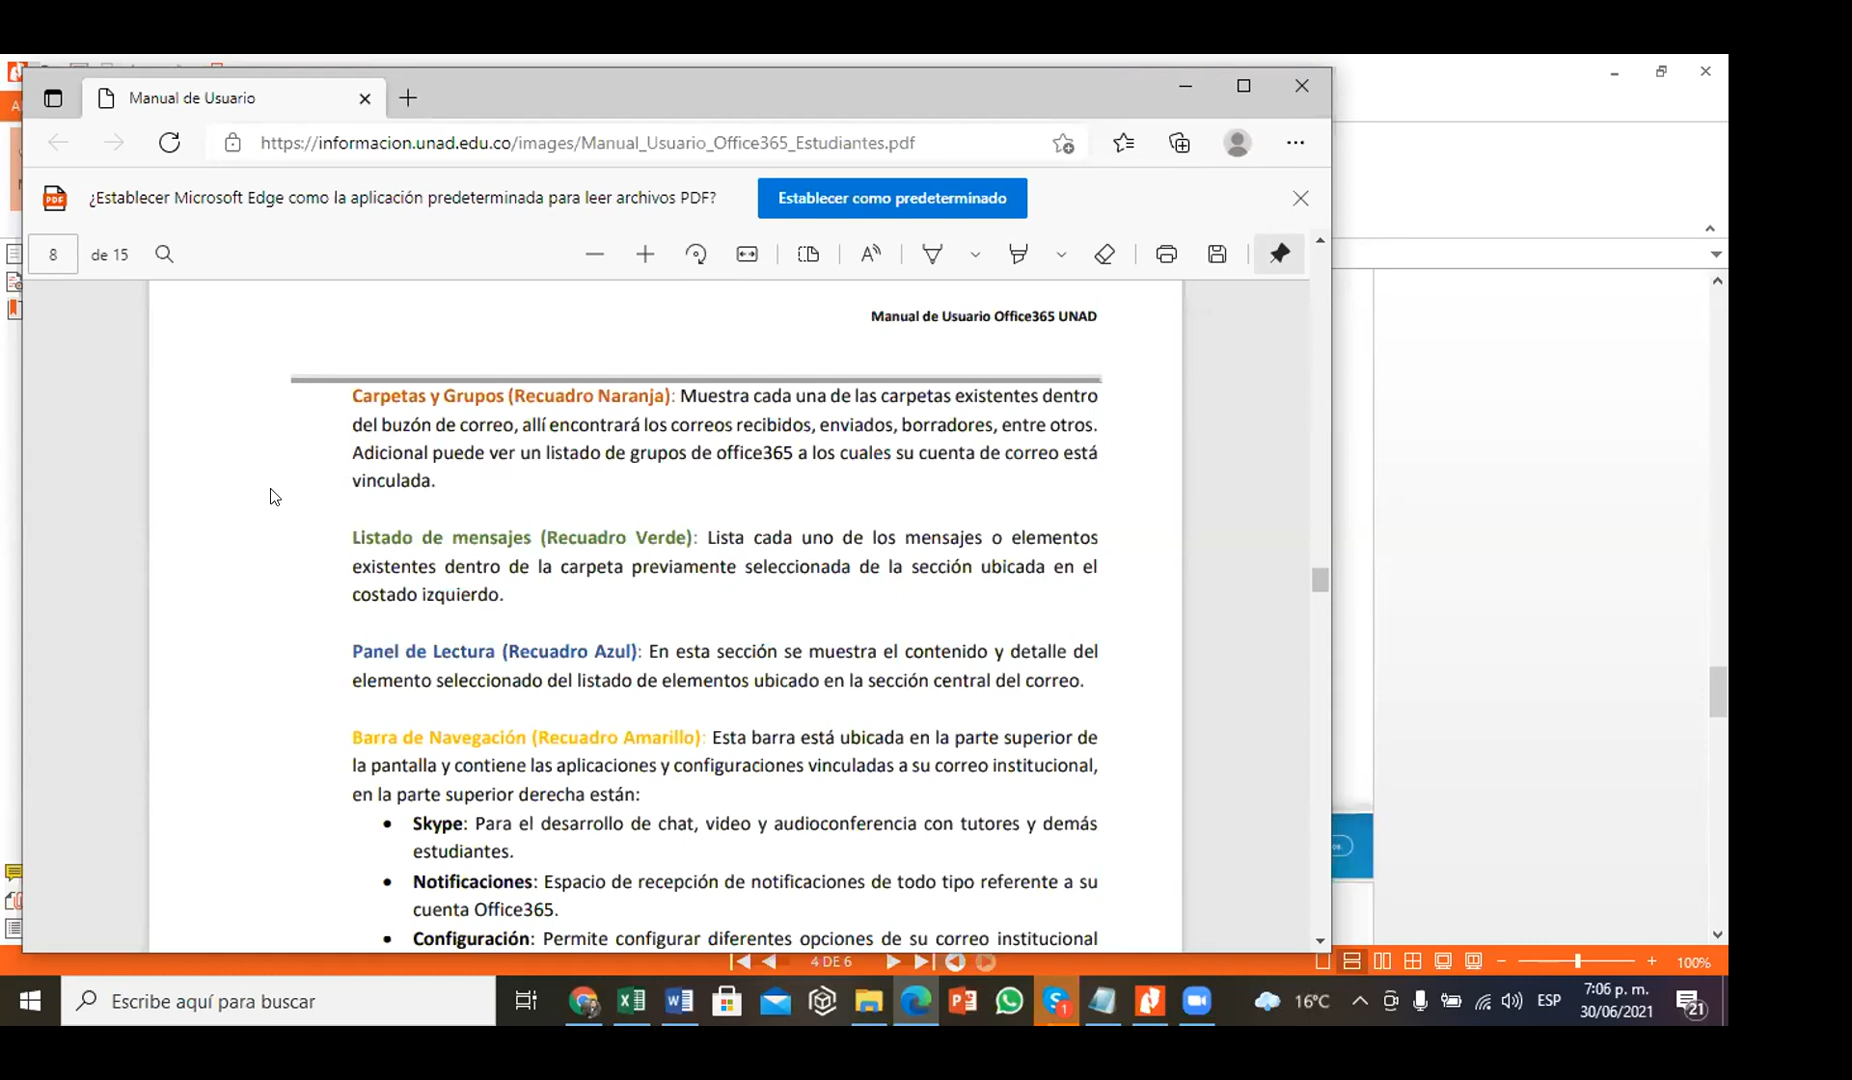 Manual de Usuario
https://informacion.unad.edu.co/images/Manual_Usuario_Office365_Estudiantes.pdf
¿Establecer Microsoft Edge como la aplicación predeterminada para leer archivos PDF?
Establecer como predeterminado
8 de 15
Manual de Usuario Office365 UNAD
Carpetas y Grupos (Recuadro Naranja): Muestra cada una de las carpetas existentes dentro
del buzón de correo, allí encontrará los correos recibidos, enviados, borradores, entre otros.
Adicional puede ver un listado de grupos de office365 a los cuales su cuenta de correo está
vinculada.
Listado de mensajes (Recuadro Verde): Lista cada uno de los mensajes o elementos
existentes dentro de la carpeta previamente seleccionada de la sección ubicada en el
costado izquierdo.
Panel de Lectura (Recuadro Azul): En esta sección se muestra el contenido y detalle del
elemento seleccionado del listado de elementos ubicado en la sección central del correo.
Barra de Navegación (Recuadro Amarillo): Esta barra está ubicada en la parte superior de
la pantalla y contiene las aplicaciones y configuraciones vinculadas a su correo institucional,
en la parte superior derecha están:
• Skype: Para el desarrollo de chat, video y audioconferencia con tutores y demás
estudiantes.
• Notificaciones: Espacio de recepción de notificaciones de todo tipo referente a su
cuenta Office365.
• Configuración: Permite configurar diferentes opciones de su correo institucional
4 DE 6
100%
Escribe aquí para buscar
16°C
ESP
7:06 p. m.
30/06/2021
21